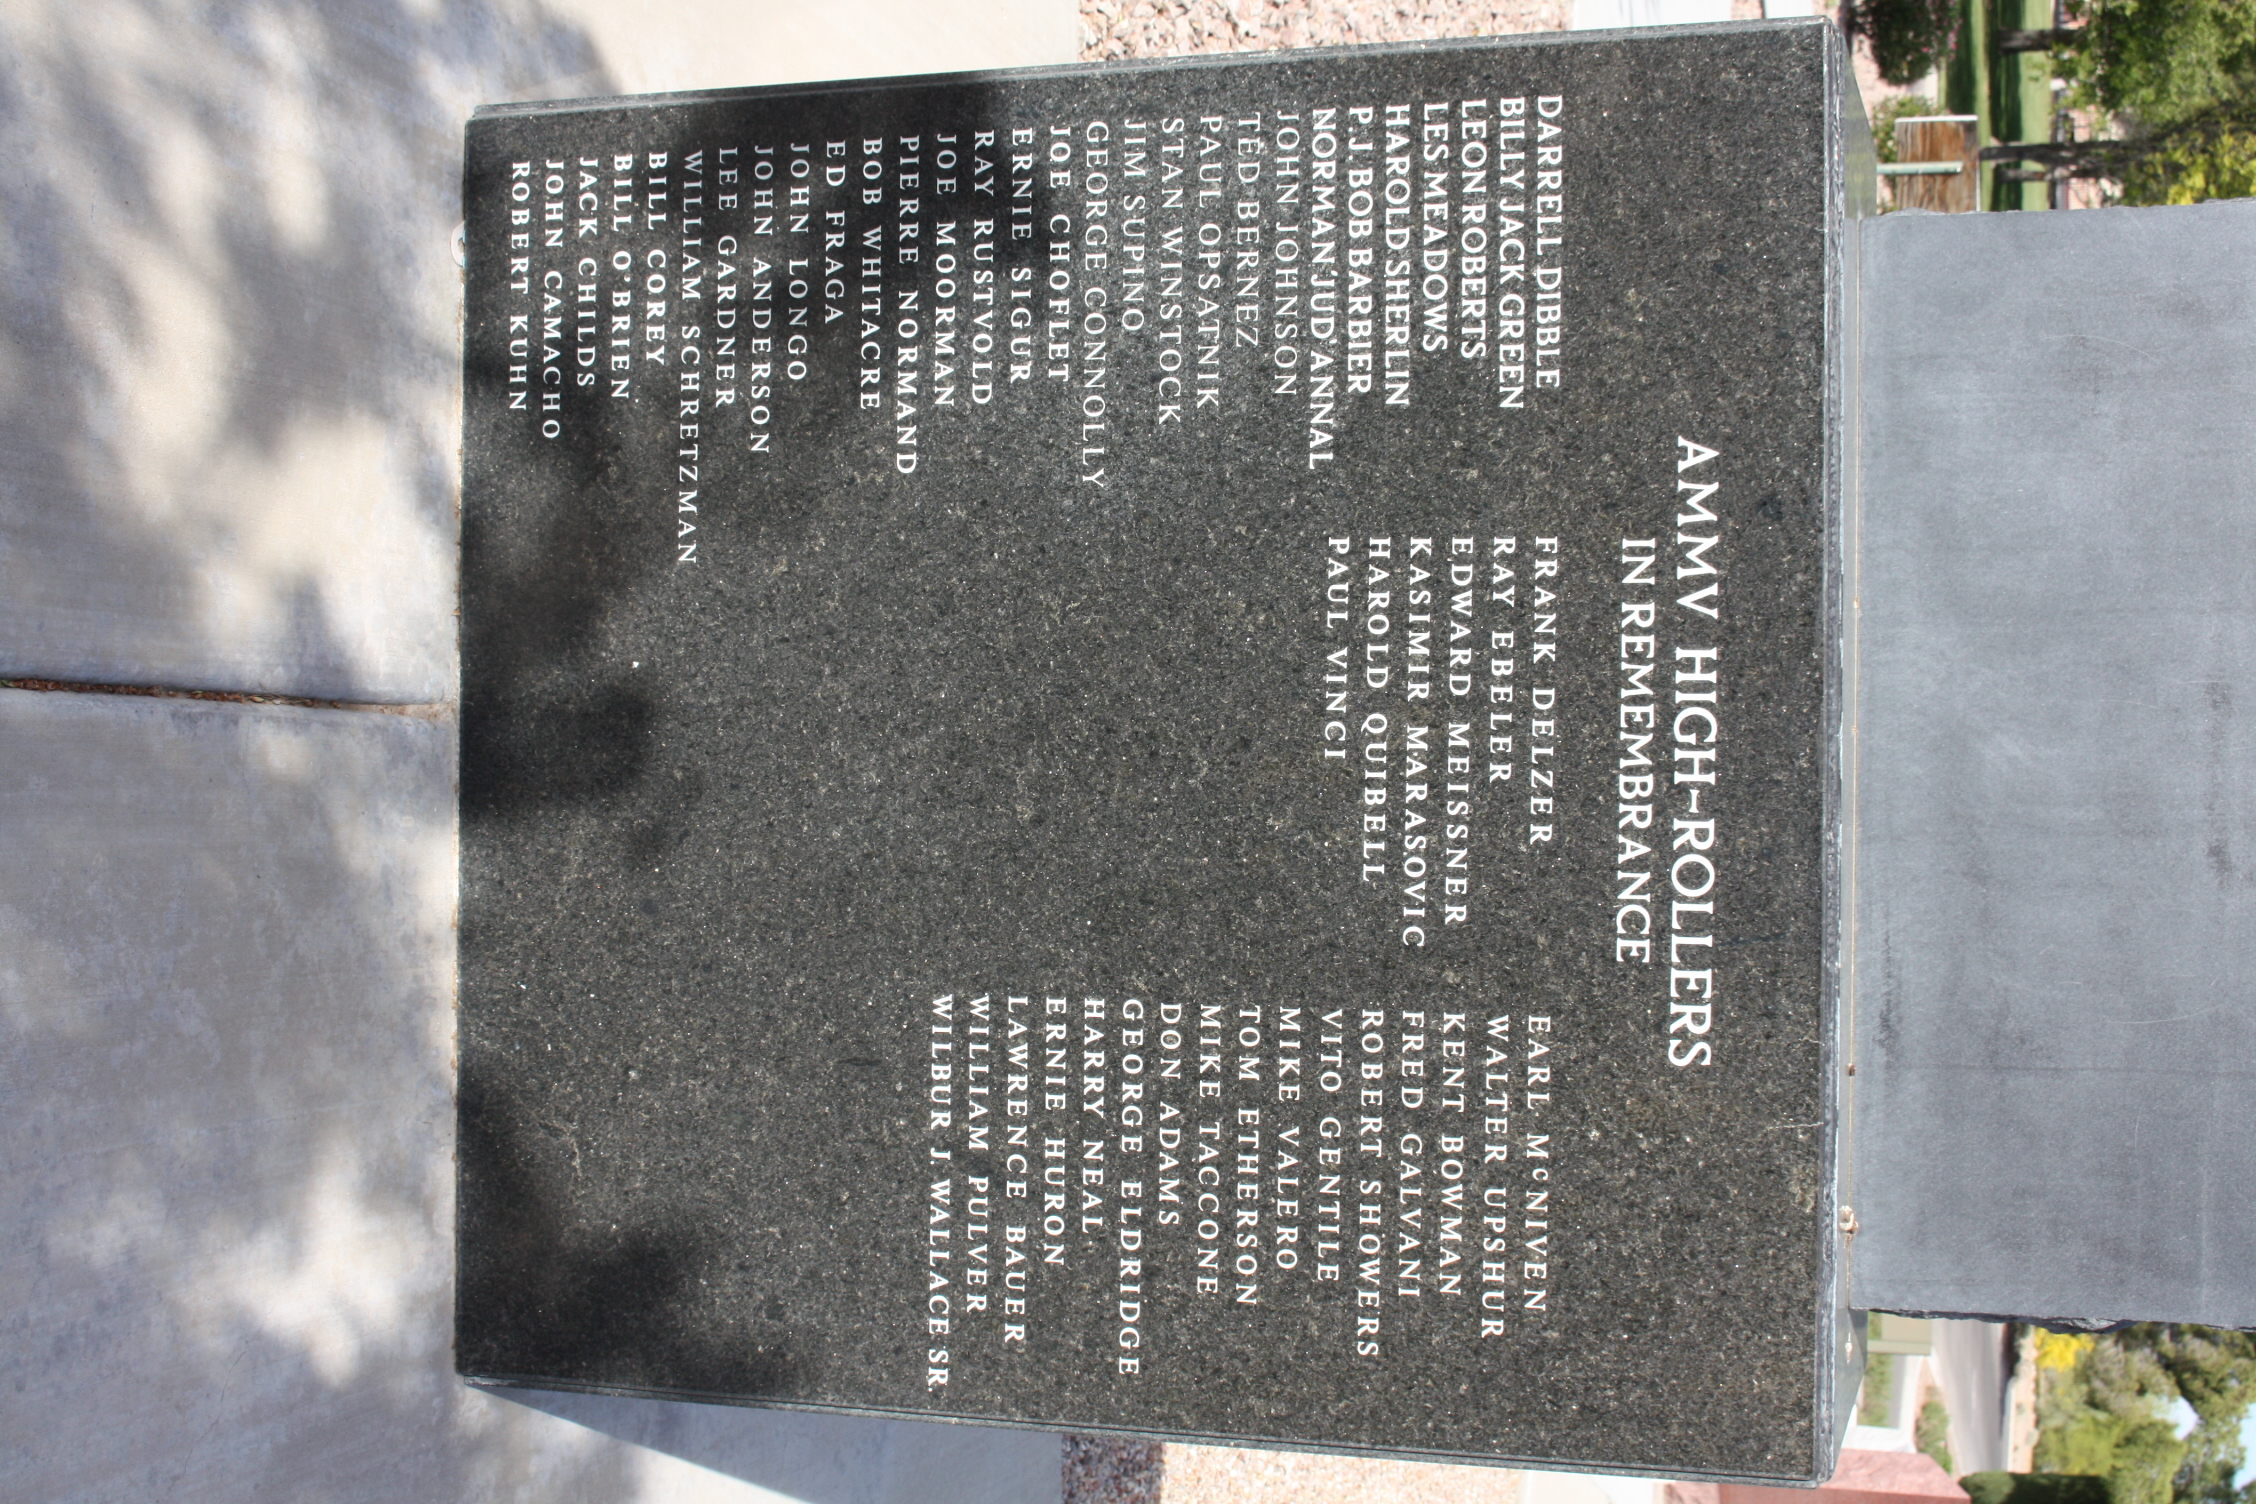 AMMV HIGH-ROLLERS
IN REMEMBRANCE
DARRELL DIBBLE
BILLY JACK GREEN
LEON ROBERTS
LES MEADOWS
HAROLD SHERLIN
P.J. BOB BARBIER
NORMAN 'JUD' ANNAL
JOHN JOHNSON
TED BERNEZ
PAUL OPSATNIK
STAN WINSTOCK
JIM SUPINO
GEORGE CONNOLLY
JOE CHOFLET
ERNIE SIGUR
RAY RUSTVOLD
JOE MOORMAN
PIERRE NORMAND
BOB WHITACRE
ED FRAGA
JOHN LONGO
JOHN ANDERSON
LEE GARDNER
WILLIAM SCHRETZMAN
BILL COREY
BILL O'BRIEN
JACK CHILDS
JOHN CAMACHO
ROBERT KUHN
FRANK DELZER
RAY EBELER
EDWARD MEISSNER
KASIMIR MARASOVIC
HAROLD QUIBELL
PAUL VINCI
EARL McNIVEN
WALTER UPSHUR
KENT BOWMAN
FRED GALVANI
ROBERT SHOWERS
VITO GENTILE
MIKE VALERO
TOM ETHERSON
MIKE TACCONE
DON ADAMS
GEORGE ELDRIDGE
HARRY NEAL
ERNIE HURON
LAWRENCE BAUER
WILLIAM PULVER
WILBUR J. WALLACE SR.